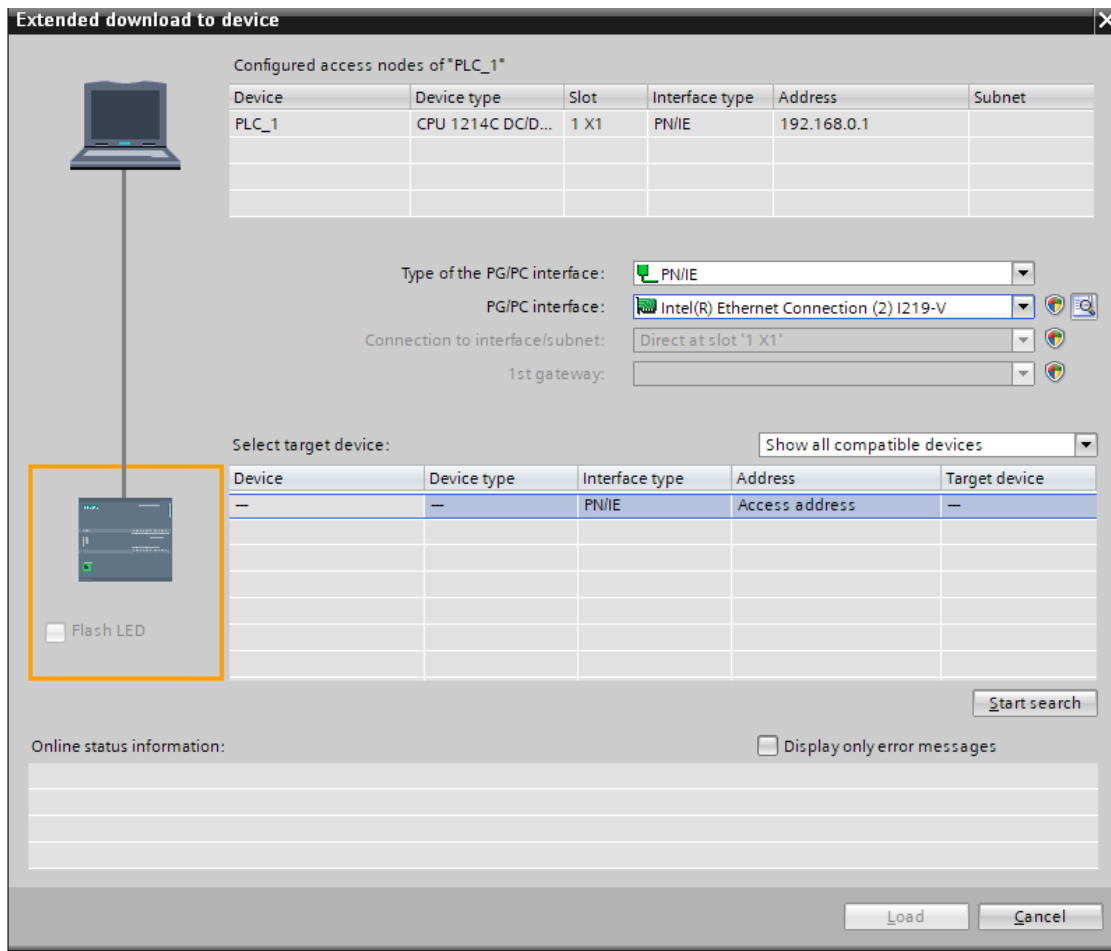 Extended download to device
Configured access nodes of "PLC_1"
Device Device type Slot Interface type Address Subnet
PLC_1 CPU 1214C DC/D... 1 X1 PN/IE 192.168.0.1
Type of the PG/PC interface: PN/IE
PG/PC interface: Intel(R) Ethernet Connection (2) I219-V
Connection to interface/subnet: Direct at slot '1 X1'
1st gateway:
Select target device: Show all compatible devices
Device Device type Interface type Address Target device
— — PN/IE Access address —
Flash LED
Start search
Online status information: Display only error messages
Load Cancel